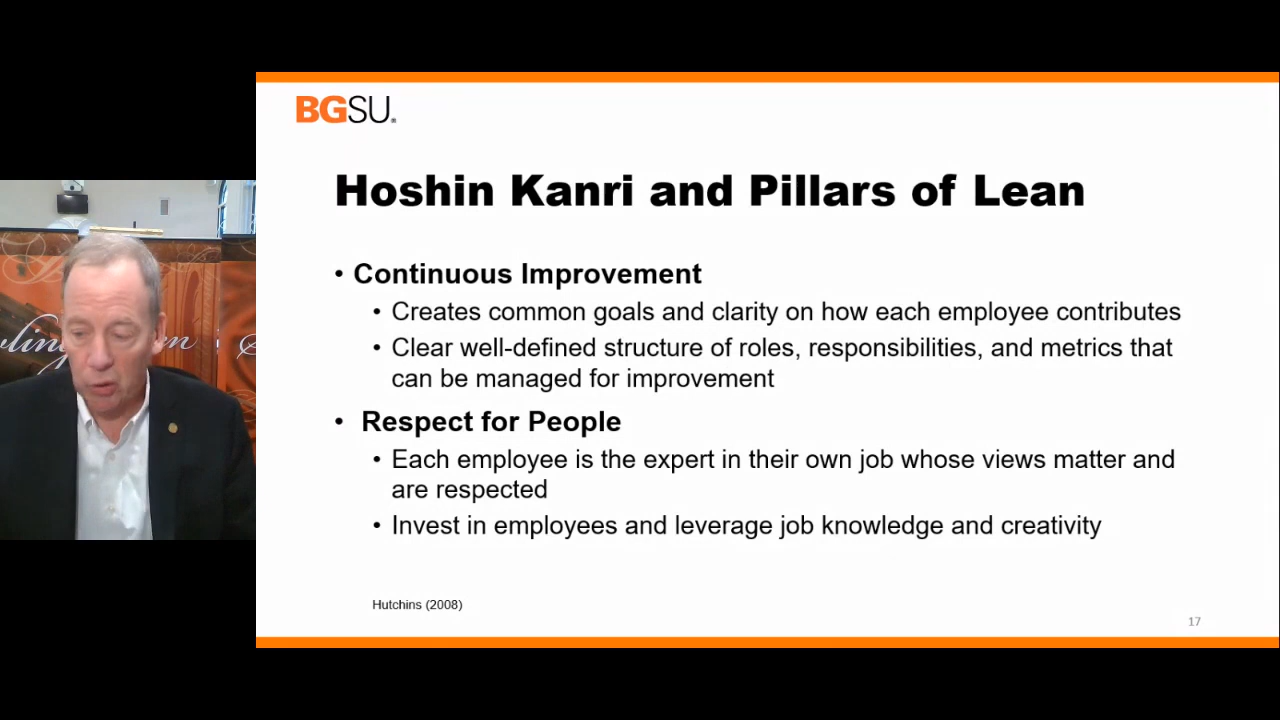 BGSU.
Hoshin Kanri and Pillars of Lean
• Continuous Improvement
• Creates common goals and clarity on how each employee contributes
• Clear well-defined structure of roles, responsibilities, and metrics that
can be managed for improvement
• Respect for People
• Each employee is the expert in their own job whose views matter and
are respected
• Invest in employees and leverage job knowledge and creativity
Hutchins (2008)
17